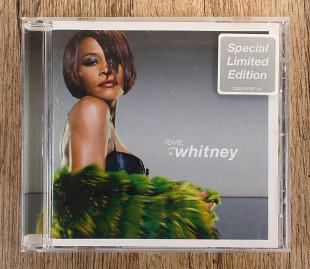 Special
Limited
Edition
love,
whitney